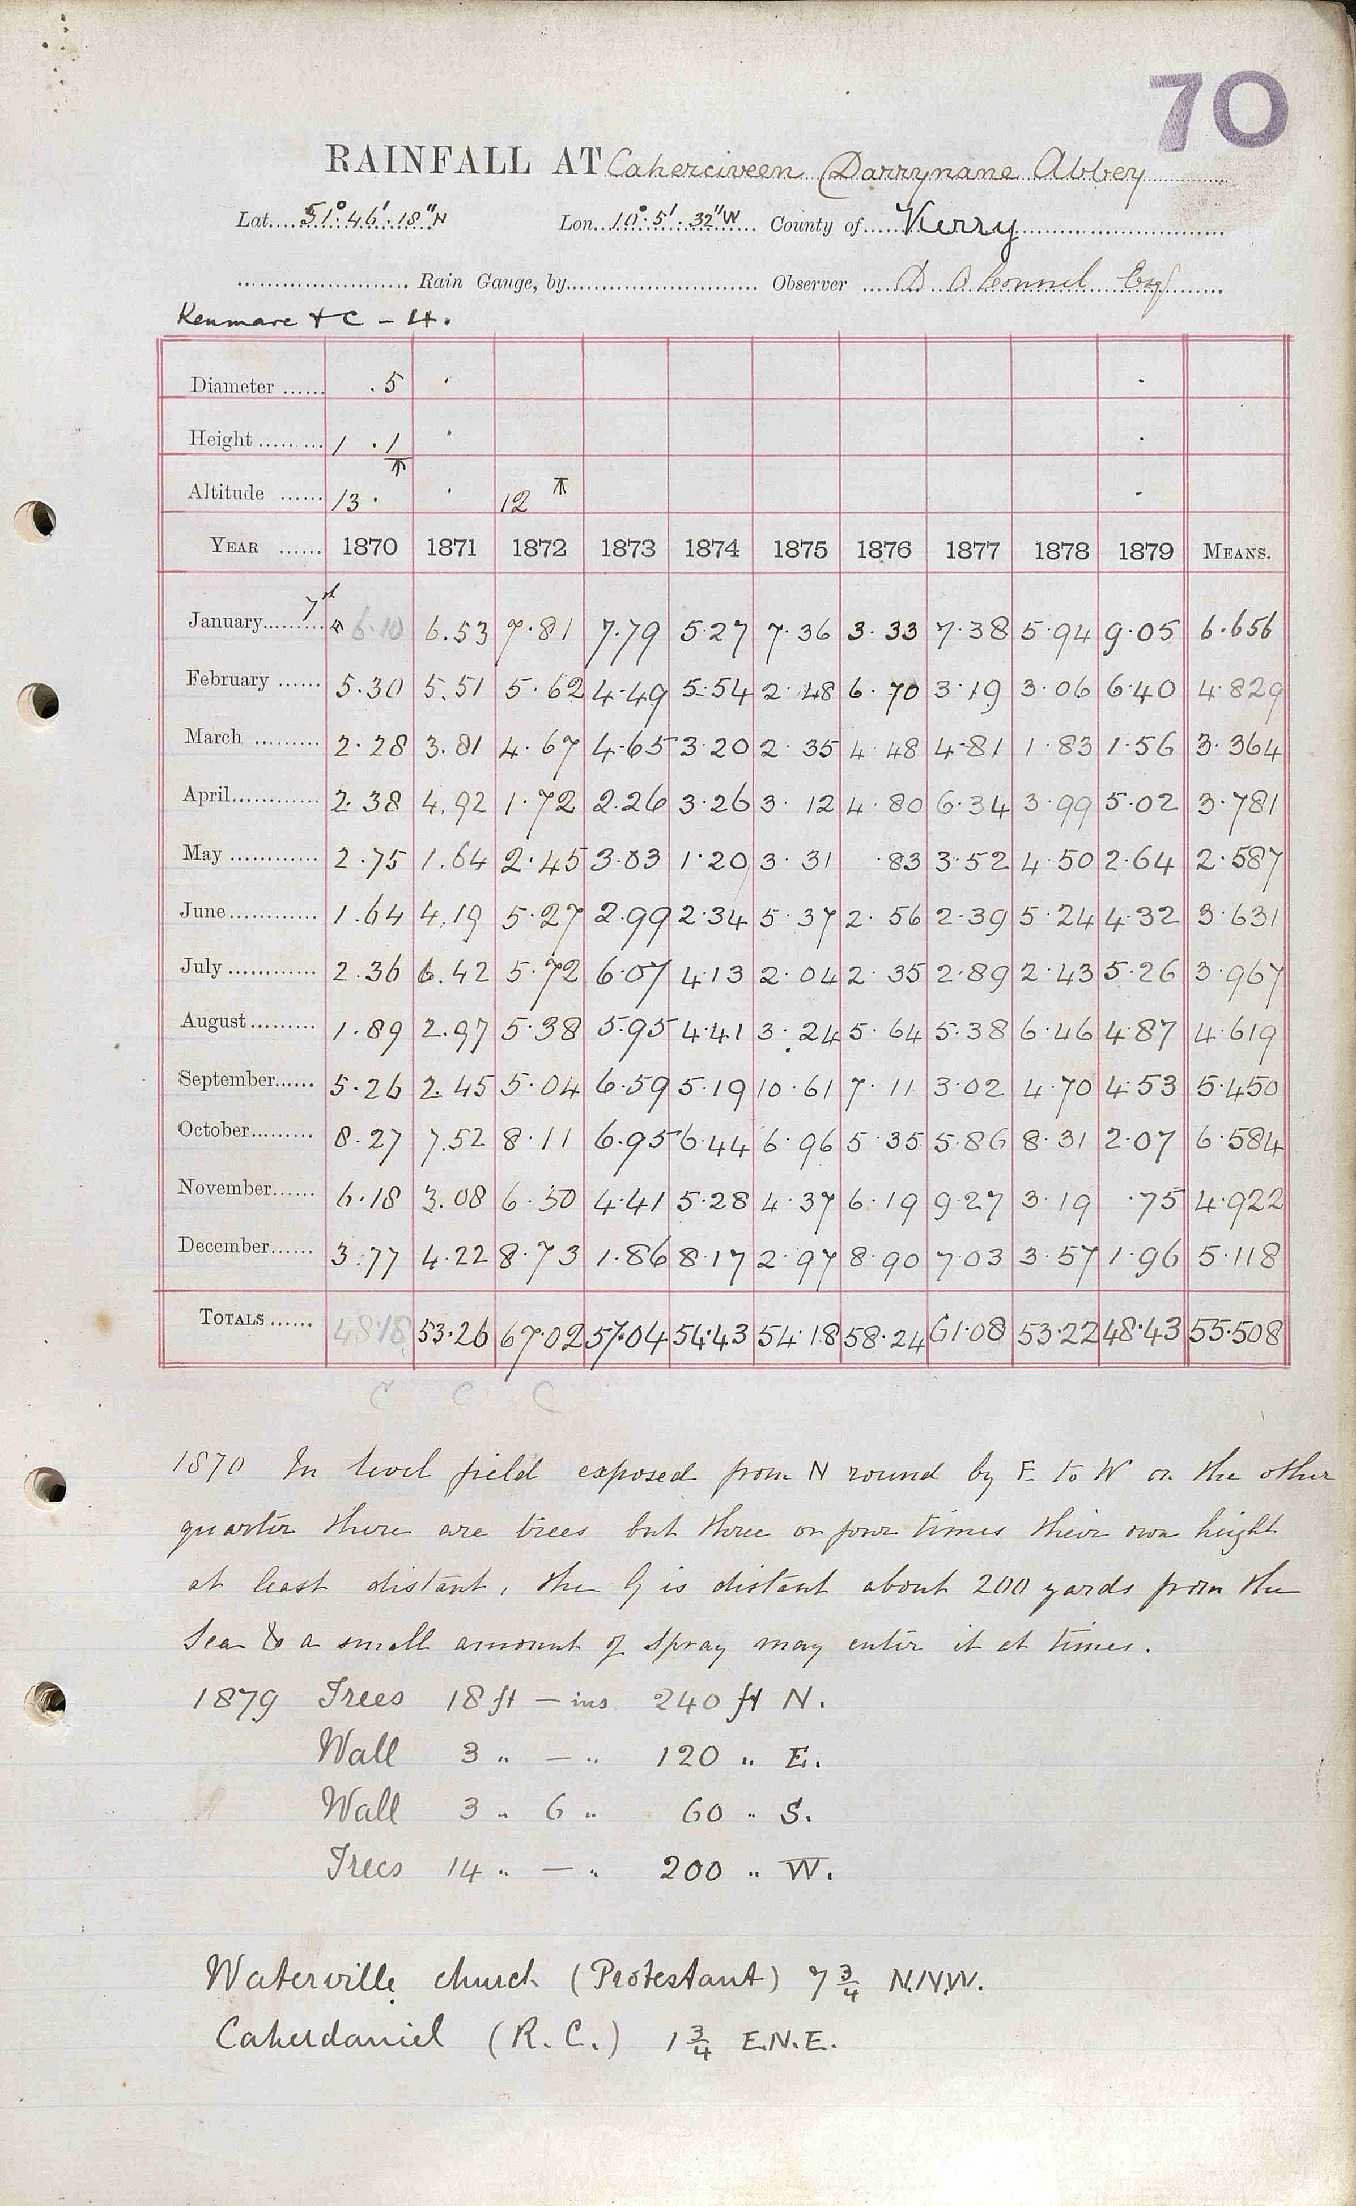 70
RAINFALL AT Caherciveen (Darrynane Abbey
Lat. 51°.46'.18"N Lon. 10°.5'.32"W County of Kerry
Rain Gauge, by Observer D O'Connel Esq
Kenmare & C - 4.
Diameter ...... .5
Height ......... 1 . 1
Altitude ...... 13 . 12
YEAR ...... 1870 1871 1872 1873 1874 1875 1876 1877 1878 1879 MEANS.
January......... 7st 6.10 6.53 7.81 7.79 5.27 7.36 3.33 7.38 5.94 9.05 6.656
February ...... 5.30 5.51 5.62 4.49 5.54 2.48 6.70 3.19 3.06 6.40 4.829
March ......... 2.28 3.81 4.67 4.65 3.20 2.35 4.48 4.81 1.83 1.56 3.364
April............ 2.38 4.92 1.72 2.26 3.26 3.12 4.80 6.34 3.99 5.02 3.781
May ............ 2.75 1.64 2.45 3.03 1.20 3.31 .83 3.52 4.50 2.64 2.587
June............ 1.64 4.19 5.27 2.99 2.34 5.37 2.56 2.39 5.24 4.32 3.631
July ............ 2.36 6.42 5.72 6.07 4.13 2.04 2.35 2.89 2.43 5.26 3.967
August......... 1.89 2.97 5.38 5.95 4.41 3.24 5.64 5.38 6.46 4.87 4.619
September...... 5.26 2.45 5.04 6.59 5.19 10.61 7.11 3.02 4.70 4.53 5.450
October......... 8.27 7.52 8.11 6.95 6.44 6.96 5.35 5.86 8.31 2.07 6.584
November...... 6.18 3.08 6.50 4.41 5.28 4.37 6.19 9.27 3.19 .75 4.922
December...... 3.77 4.22 8.73 1.86 8.17 2.97 8.90 7.03 3.57 1.96 5.118
TOTALS ...... 48.18 53.26 67.02 57.04 54.43 54.18 58.24 61.08 53.22 48.43 55.508
C C C
1870 In level field exposed from N round by E to W on the other
quarter there are trees but three or four times their own height
at least distant, the G is distant about 200 yards from the
Sea & a small amount of spray may enter it at times.
1879 Trees 18 ft — ins 240 ft N.
Wall 3 " — " 120 " E.
Wall 3 " 6 " 60 " S.
Trees 14 " — " 200 " W.
Waterville church (Protestant) 7 3/4 N.N.W.
Caherdaniel (R.C.) 1 3/4 E.N.E.